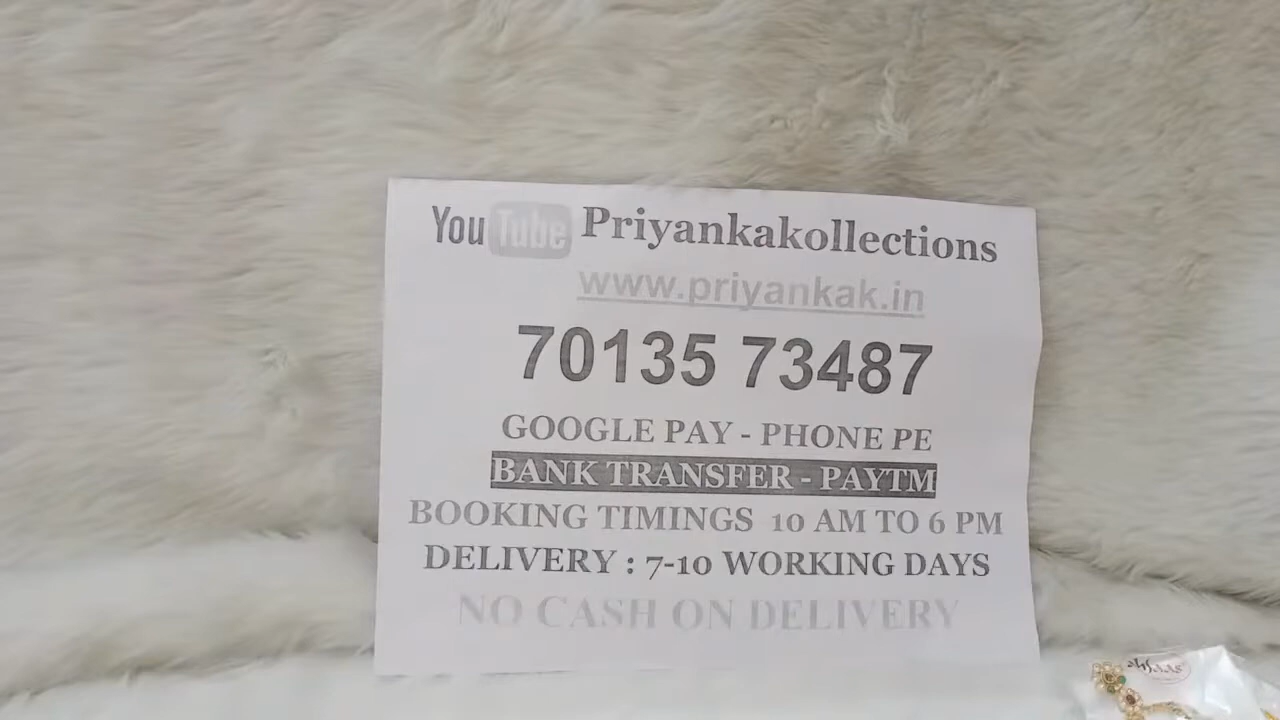 YouTube Priyankakollections
www.priyankak.in
70135 73487
GOOGLE PAY - PHONE PE
BANK TRANSFER - PAYTM
BOOKING TIMINGS 10 AM TO 6 PM
DELIVERY : 7-10 WORKING DAYS
NO CASH ON DELIVERY
ahsaas